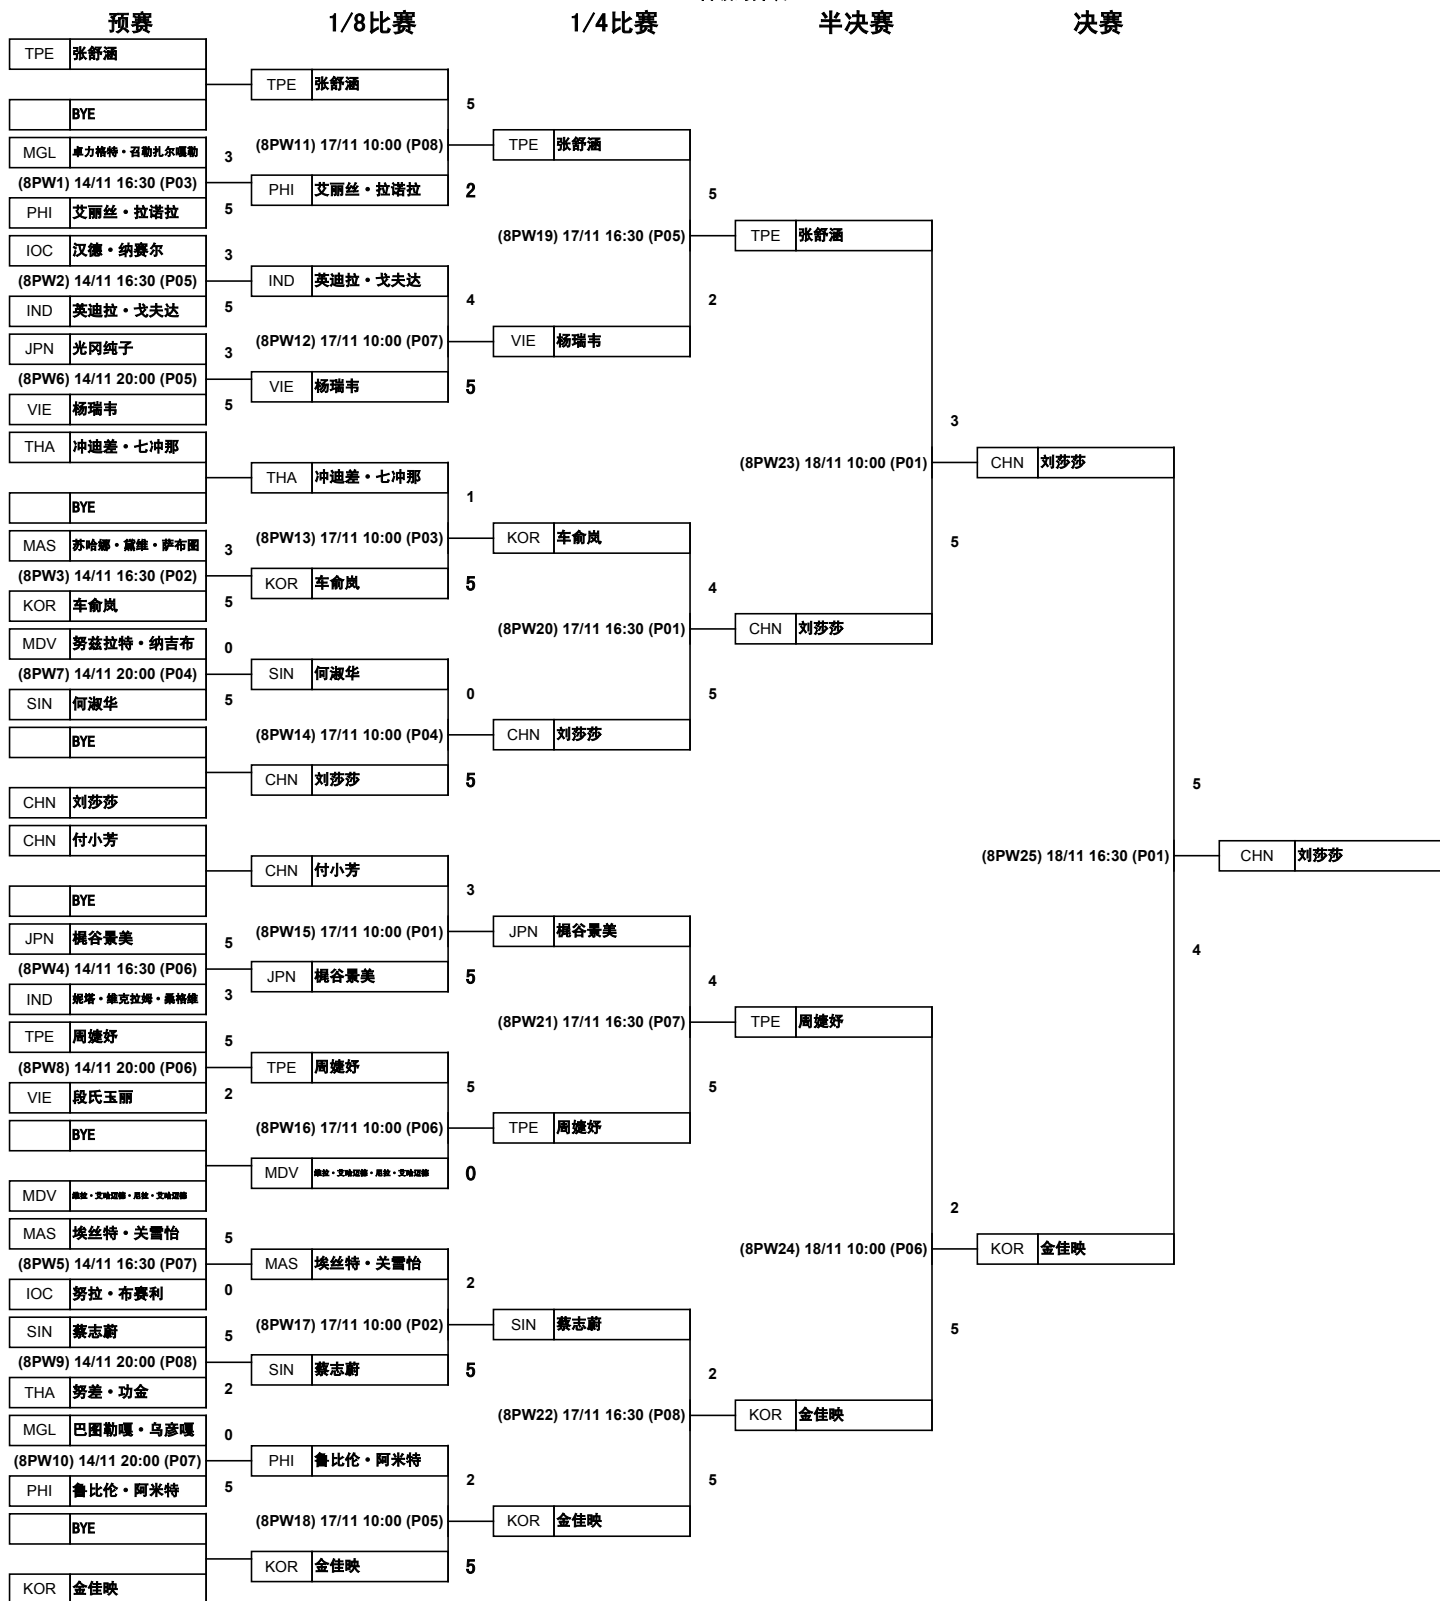 预赛
1/8比赛
1/4比赛
半决赛
决赛
TPE 张舒涵
BYE
MGL 卓力格特·召勒扎尔嘎勒 3
(8PW1) 14/11 16:30 (P03)
PHI 艾丽丝·拉诺拉 5
IOC 汉德·纳赛尔 3
(8PW2) 14/11 16:30 (P05)
IND 英迪拉·戈夫达 5
JPN 光冈纯子 3
(8PW6) 14/11 20:00 (P05)
VIE 杨瑞韦 5
THA 冲迪差·七冲那
BYE
MAS 苏哈娜·黛维·萨布图 3
(8PW3) 14/11 16:30 (P02)
KOR 车俞岚 5
MDV 努兹拉特·纳吉布 0
(8PW7) 14/11 20:00 (P04)
SIN 何淑华 5
BYE
CHN 刘莎莎
CHN 付小芳
BYE
JPN 梶谷景美 5
(8PW4) 14/11 16:30 (P06)
IND 妮塔·维克拉姆·桑格维 3
TPE 周婕妤 5
(8PW8) 14/11 20:00 (P06)
VIE 段氏玉丽 2
BYE
MDV
MAS 埃丝特·关雪怡 5
(8PW5) 14/11 16:30 (P07)
IOC 努拉·布赛利 0
SIN 蔡志蔚 5
(8PW9) 14/11 20:00 (P08)
THA 努差·功金 2
MGL 巴图勒嘎·乌彦嘎 0
(8PW10) 14/11 20:00 (P07)
PHI 鲁比伦·阿米特 5
BYE
KOR 金佳映
TPE 张舒涵 5
(8PW11) 17/11 10:00 (P08)
PHI 艾丽丝·拉诺拉 2
IND 英迪拉·戈夫达 4
(8PW12) 17/11 10:00 (P07)
VIE 杨瑞韦 5
THA 冲迪差·七冲那 1
(8PW13) 17/11 10:00 (P03)
KOR 车俞岚 5
SIN 何淑华 0
(8PW14) 17/11 10:00 (P04)
CHN 刘莎莎 5
CHN 付小芳 3
(8PW15) 17/11 10:00 (P01)
JPN 梶谷景美 5
TPE 周婕妤 5
(8PW16) 17/11 10:00 (P06)
MDV 0
MAS 埃丝特·关雪怡 2
(8PW17) 17/11 10:00 (P02)
SIN 蔡志蔚 5
PHI 鲁比伦·阿米特 2
(8PW18) 17/11 10:00 (P05)
KOR 金佳映 5
TPE 张舒涵 5
(8PW19) 17/11 16:30 (P05)
VIE 杨瑞韦 2
KOR 车俞岚 4
(8PW20) 17/11 16:30 (P01)
CHN 刘莎莎 5
JPN 梶谷景美 4
(8PW21) 17/11 16:30 (P07)
TPE 周婕妤 5
SIN 蔡志蔚 2
(8PW22) 17/11 16:30 (P08)
KOR 金佳映 5
TPE 张舒涵 3
(8PW23) 18/11 10:00 (P01)
CHN 刘莎莎 5
TPE 周婕妤 2
(8PW24) 18/11 10:00 (P06)
KOR 金佳映 5
CHN 刘莎莎 5
(8PW25) 18/11 16:30 (P01)
KOR 金佳映 4
CHN 刘莎莎